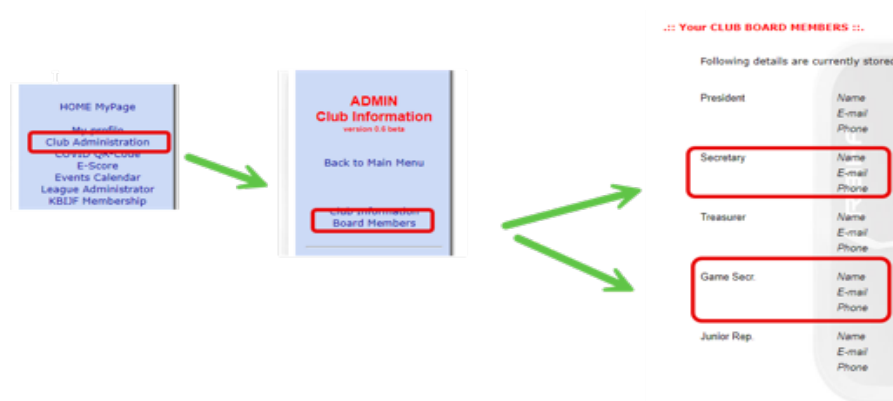 HOME MyPage
My profile
Club Administration
COVID QR-Code
E-Score
Events Calendar
League Administrator
KBIJF Membership
ADMIN
Club Information
version 0.6 beta
Back to Main Menu
Club Information
Board Members
.:: Your CLUB BOARD MEMBERS ::.
Following details are currently stored
President Name
E-mail
Phone
Secretary Name
E-mail
Phone
Treasurer Name
E-mail
Phone
Game Secr. Name
E-mail
Phone
Junior Rep. Name
E-mail
Phone